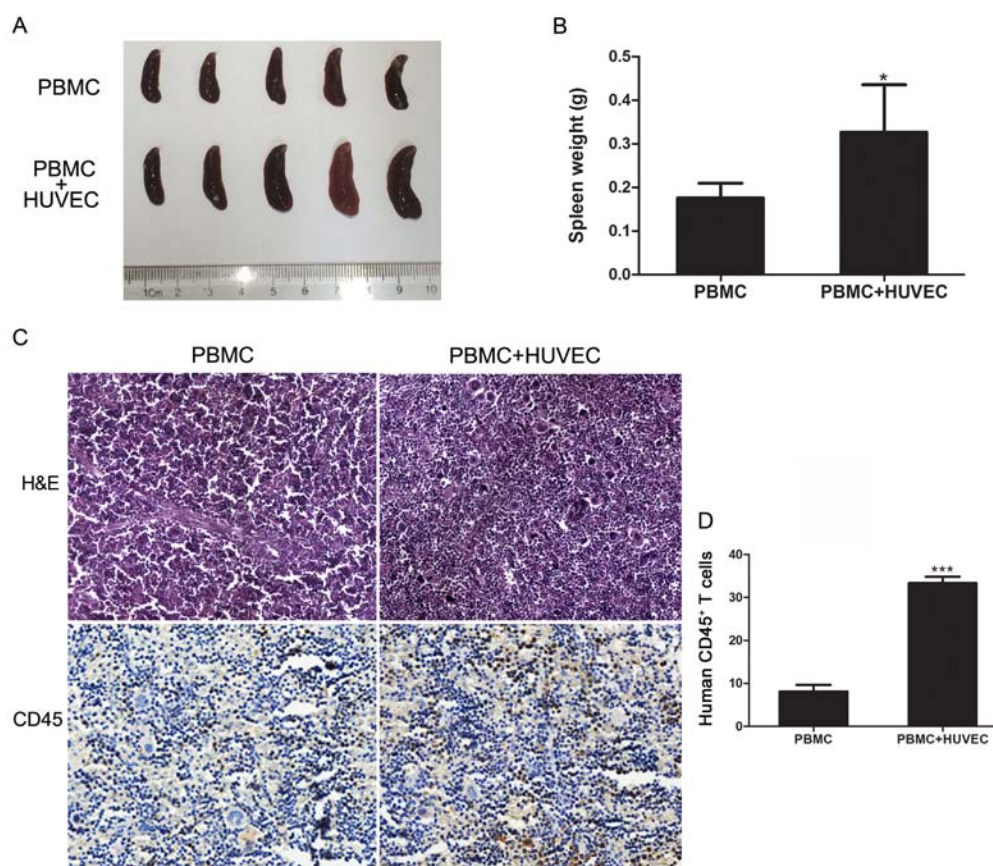 A
PBMC
PBMC
+
HUVEC
1Cm 2 3 4 5 6 7 8 9 10
B
Spleen weight (g)
0.5
0.4
0.3
0.2
0.1
0.0
*
PBMC
PBMC+HUVEC
C
PBMC
PBMC+HUVEC
H&E
CD45
D
Human CD45⁺ T cells
40
30
20
10
0
***
PBMC
PBMC+HUVEC